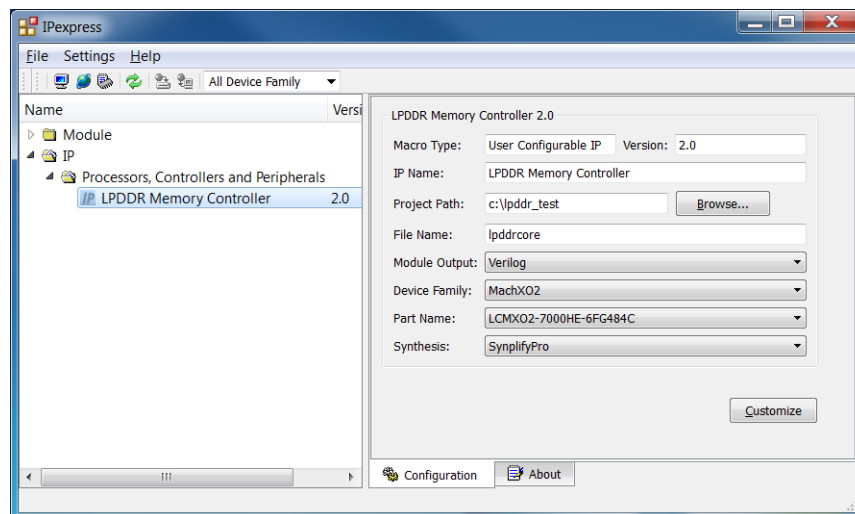 IPexpress
File Settings Help
All Device Family
Name Versi
Module
IP
Processors, Controllers and Peripherals
IP LPDDR Memory Controller 2.0
LPDDR Memory Controller 2.0
Macro Type: User Configurable IP Version: 2.0
IP Name: LPDDR Memory Controller
Project Path: c:\lpddr_test Browse...
File Name: lpddrcore
Module Output: Verilog
Device Family: MachXO2
Part Name: LCMXO2-7000HE-6FG484C
Synthesis: SynplifyPro
Customize
Configuration About